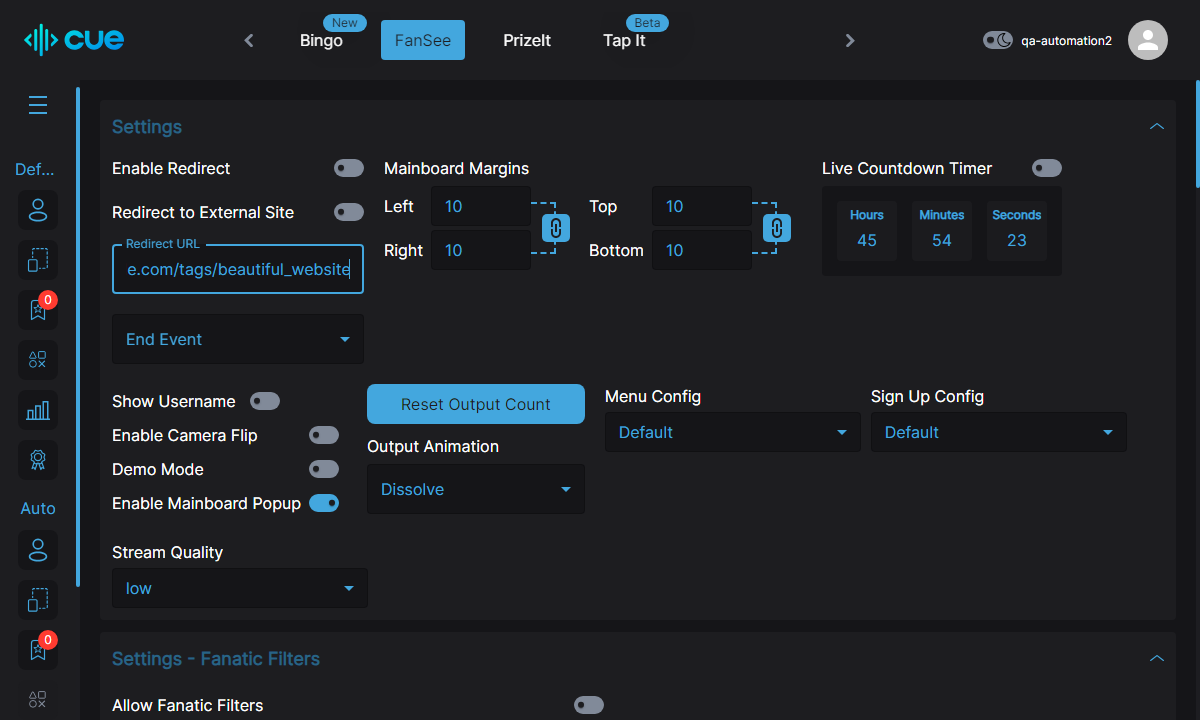 cue
Bingo
New
FanSee
PrizeIt
Tap It
Beta
qa-automation2
Def...
0
Auto
0
Settings
Enable Redirect
Redirect to External Site
Redirect URL
e.com/tags/beautiful_website
End Event
Mainboard Margins
Left
10
Right
10
Top
10
Bottom
10
Live Countdown Timer
Hours
45
Minutes
54
Seconds
23
Show Username
Enable Camera Flip
Demo Mode
Enable Mainboard Popup
Reset Output Count
Output Animation
Dissolve
Menu Config
Default
Sign Up Config
Default
Stream Quality
low
Settings - Fanatic Filters
Allow Fanatic Filters